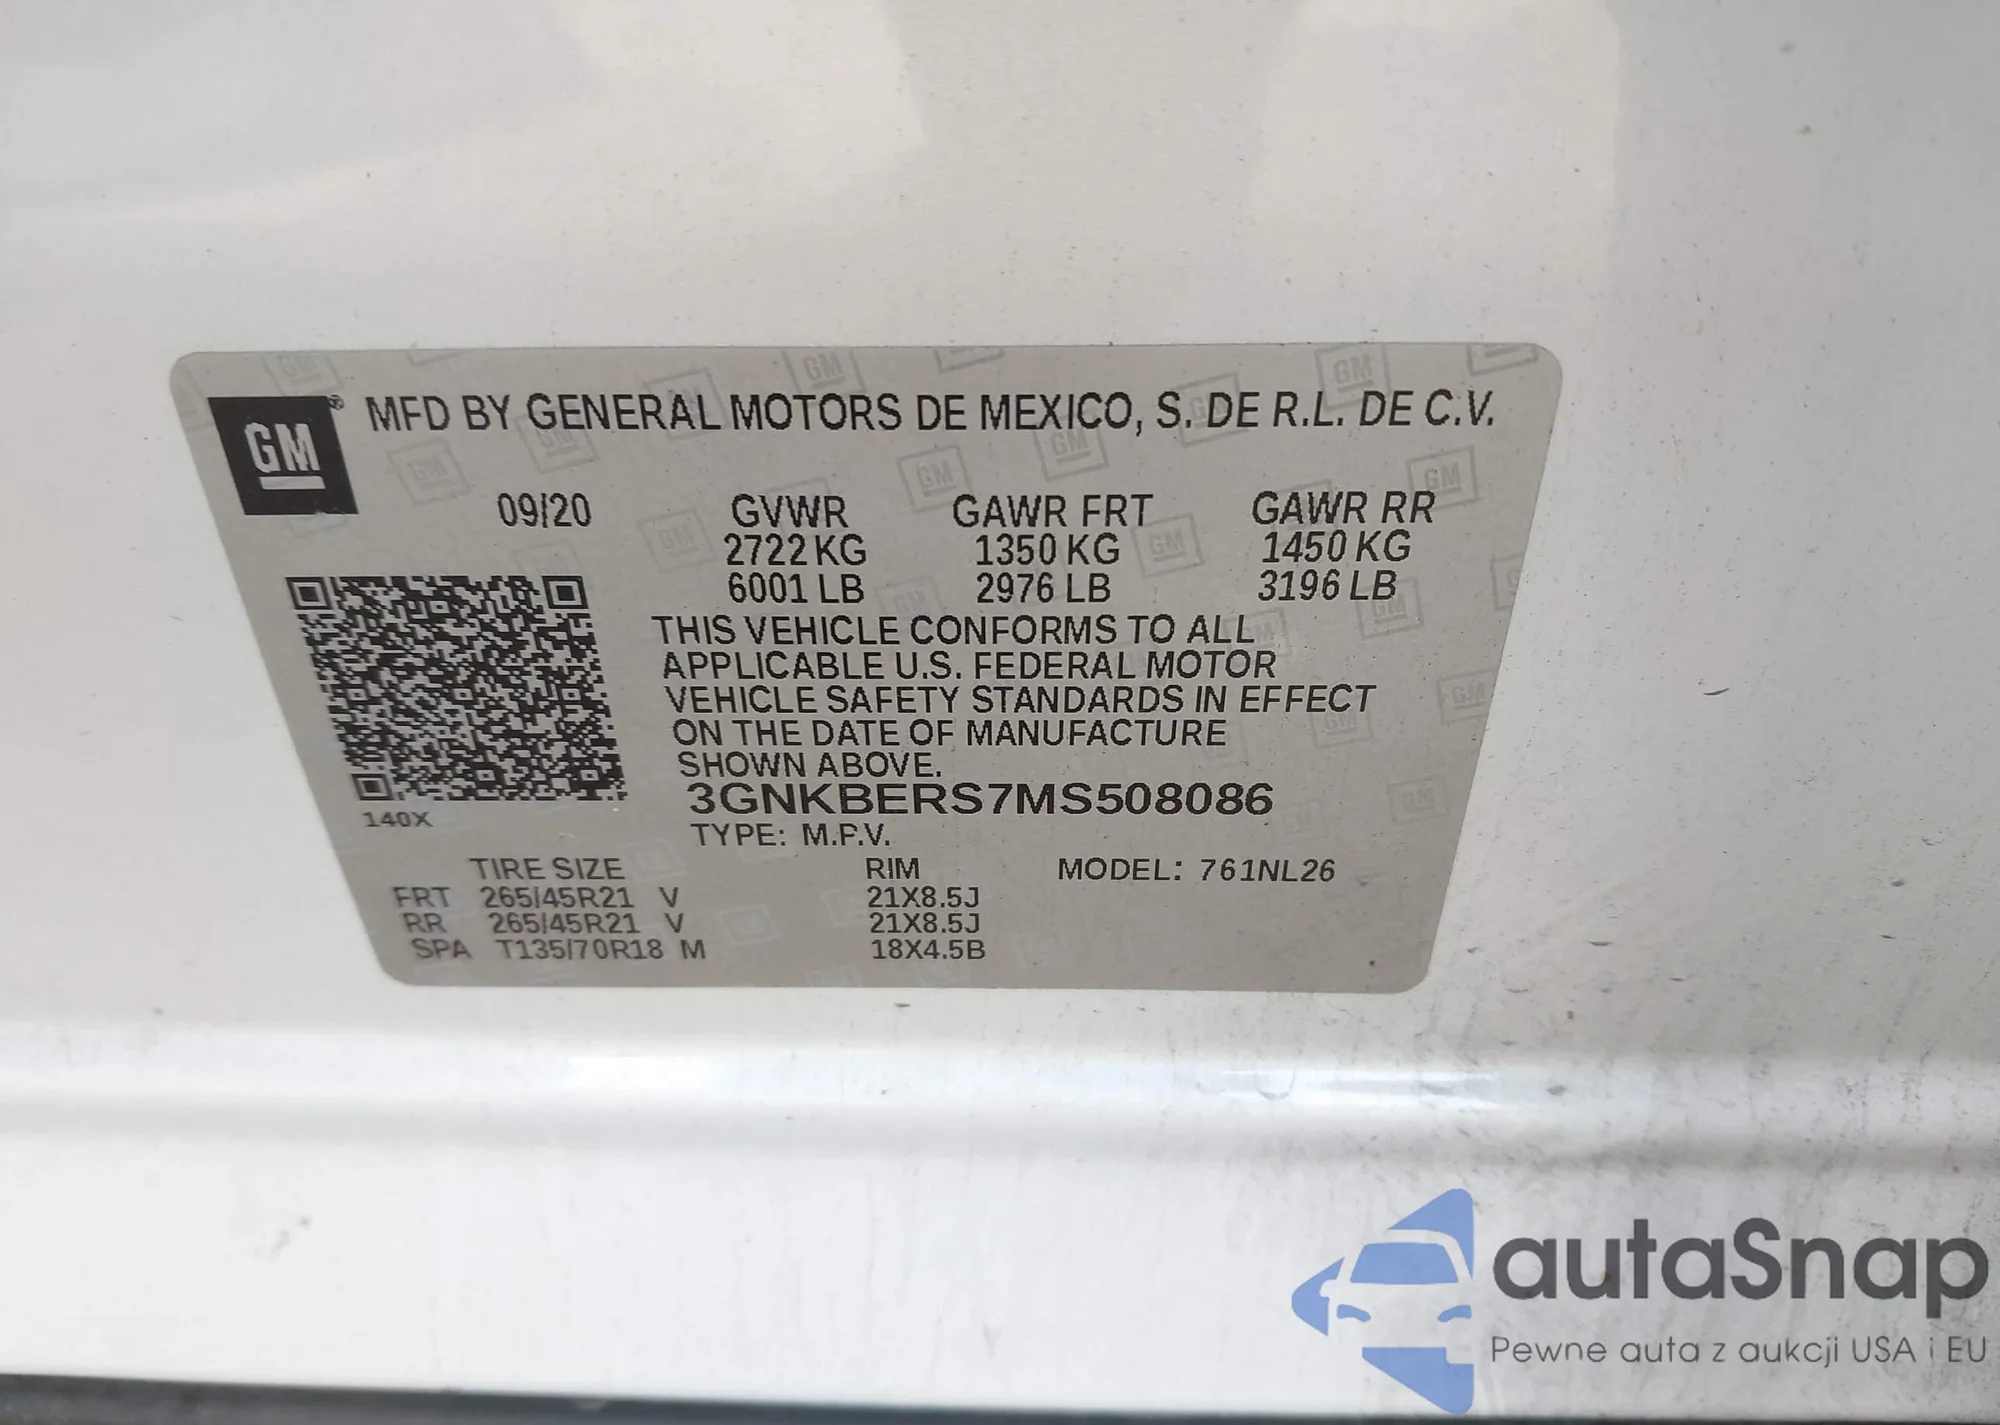 GM ® MFD BY GENERAL MOTORS DE MEXICO, S. DE R.L. DE C.V.
09/20 GVWR GAWR FRT GAWR RR
2722 KG 1350 KG 1450 KG
6001 LB 2976 LB 3196 LB
THIS VEHICLE CONFORMS TO ALL
APPLICABLE U.S. FEDERAL MOTOR
VEHICLE SAFETY STANDARDS IN EFFECT
ON THE DATE OF MANUFACTURE
SHOWN ABOVE.
3GNKBERS7MS508086
140X
TYPE: M.P.V.
TIRE SIZE RIM MODEL: 761NL26
FRT 265/45R21 V 21X8.5J
RR 265/45R21 V 21X8.5J
SPA T135/70R18 M 18X4.5B
autaSnap
Pewne auta z aukcji USA i EU